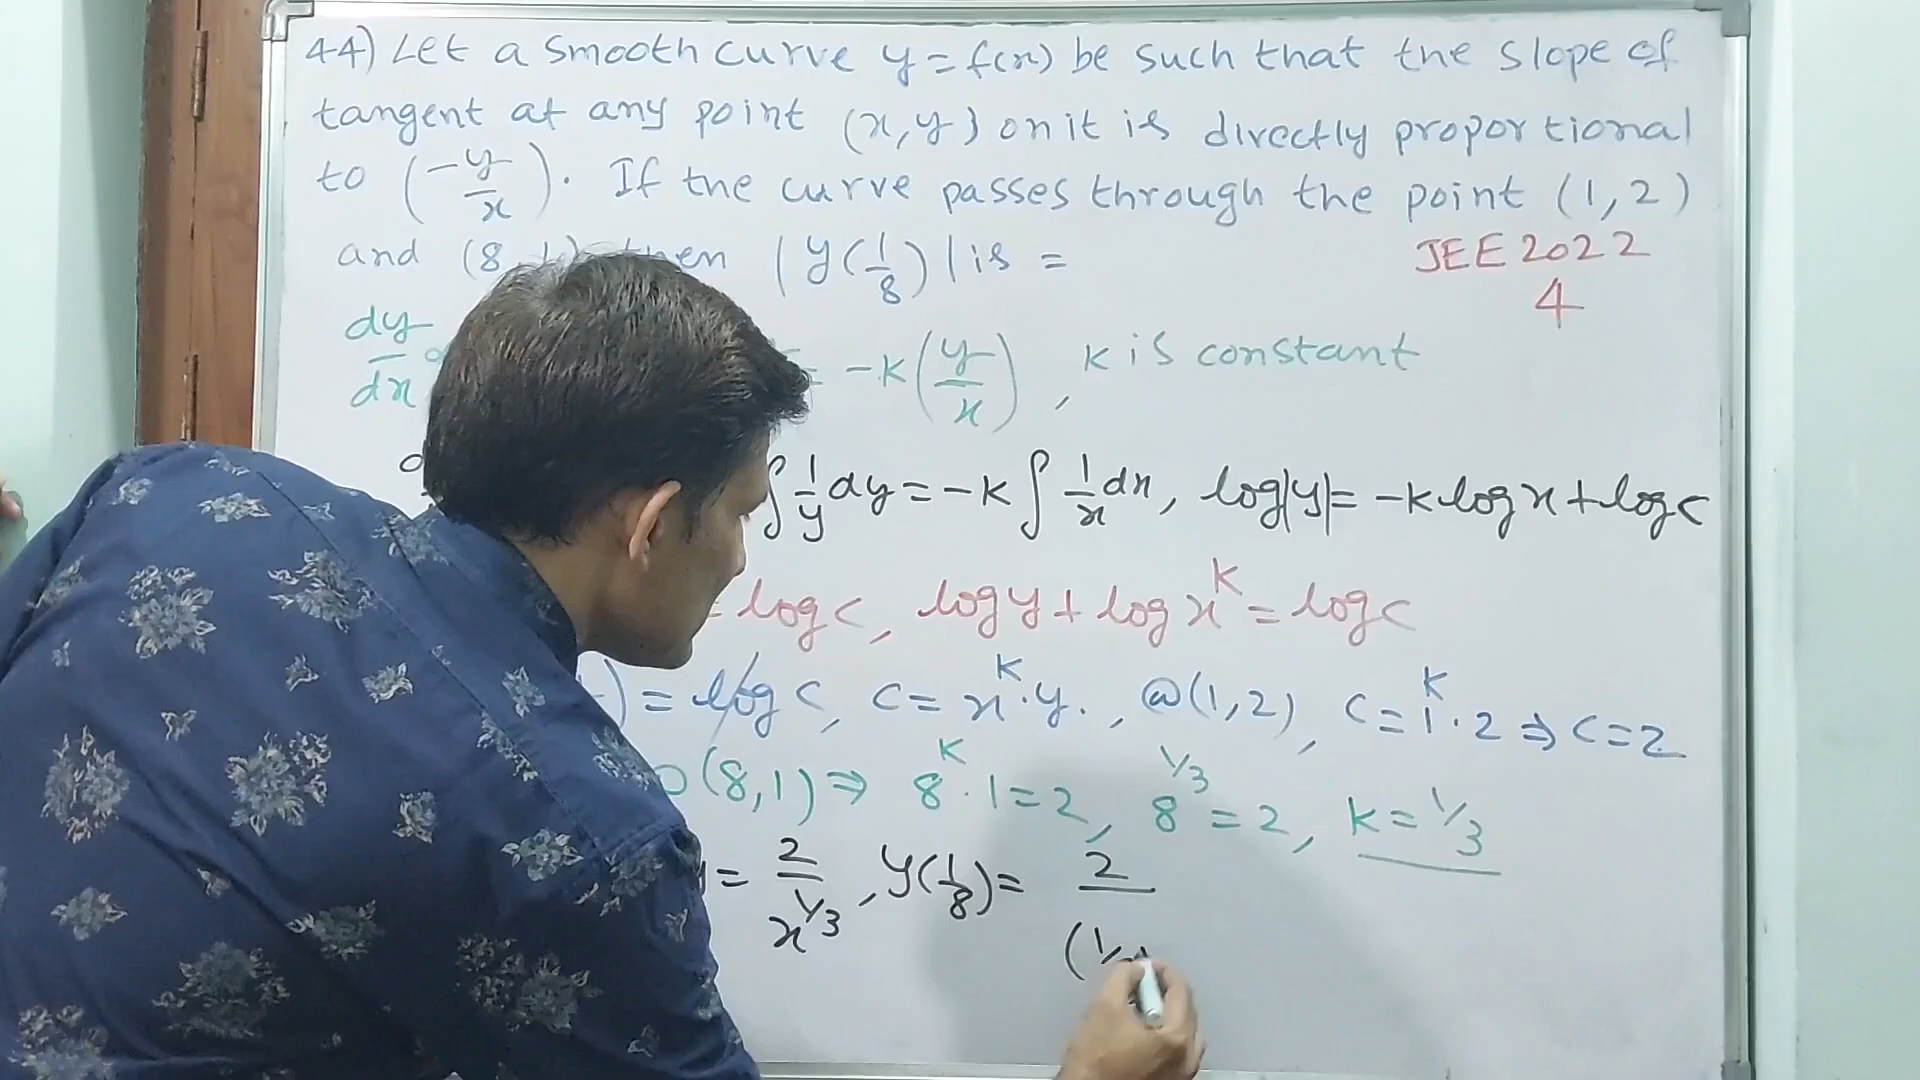 44) Let a smooth curve y = f(x) be such that the slope of
tangent at any point (x,y) on it is directly proportional
to (-y/x). If the curve passes through the point (1,2)
and (8 |y(1/8)| is = JEE 2022
4
dy/dx = -k(y/x), k is constant
∫ 1/y dy = -k ∫ 1/x dx, log|y| = -k log x + log c
= log c, log y + log x^k = log c
) = log c, c = x^k · y. , @(1,2), c = 1^k · 2 ⇒ c = 2
(8,1) ⇒ 8^k · 1 = 2, 8^1/3 = 2, k = 1/3
= 2/x^1/3, y(1/8) = 2/(1/